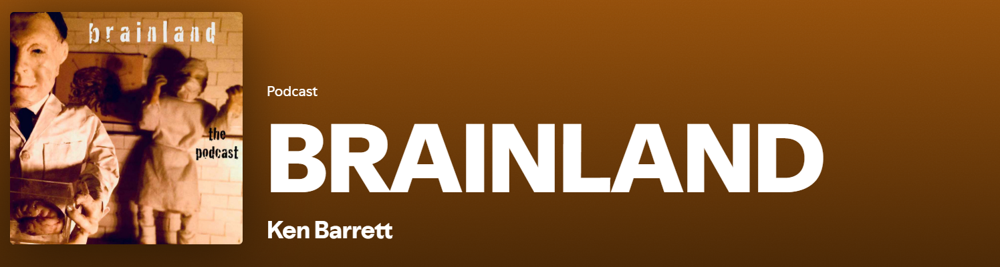 brainland
the
podcast
Podcast
BRAINLAND
Ken Barrett